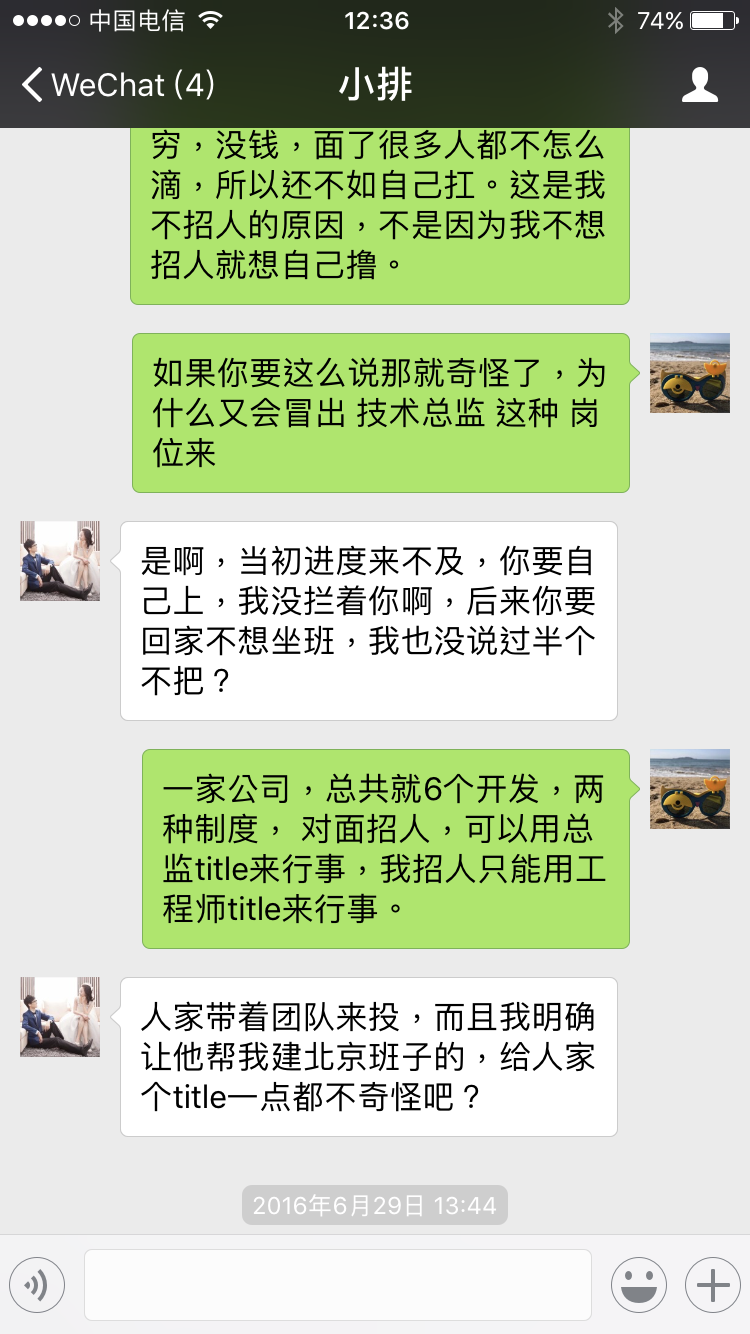 中国电信 12:36 74%
WeChat (4) 小排
穷，没钱，面了很多人都不怎么
滴，所以还不如自己扛。这是我
不招人的原因，不是因为我不想
招人就想自己撸。
如果你要这么说那就奇怪了，为
什么又会冒出 技术总监 这种 岗
位来
是啊，当初进度来不及，你要自
己上，我没拦着你啊，后来你要
回家不想坐班，我也没说过半个
不把？
一家公司，总共就6个开发，两
种制度， 对面招人，可以用总
监title来行事，我招人只能用工
程师title来行事。
人家带着团队来投，而且我明确
让他帮我建北京班子的，给人家
个title一点都不奇怪吧？
2016年6月29日 13:44